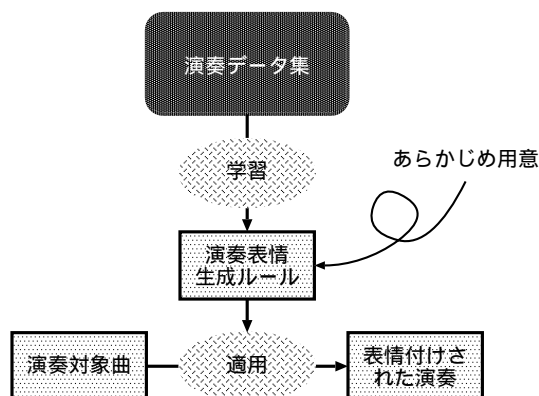 演奏データ集
学習
あらかじめ用意
演奏表情
生成ルール
演奏対象曲
適用
表情付けさ
れた演奏